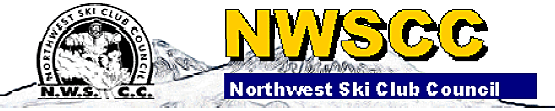 NORTHWEST SKI CLUB COUNCIL
N.W.S. C.C.
NWSCC
Northwest Ski Club Council